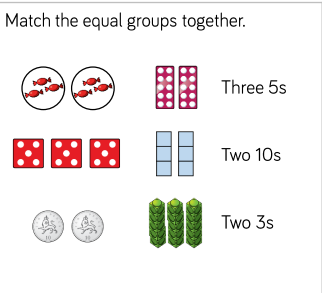 Match the equal groups together.
Three 5s
Two 10s
Two 3s